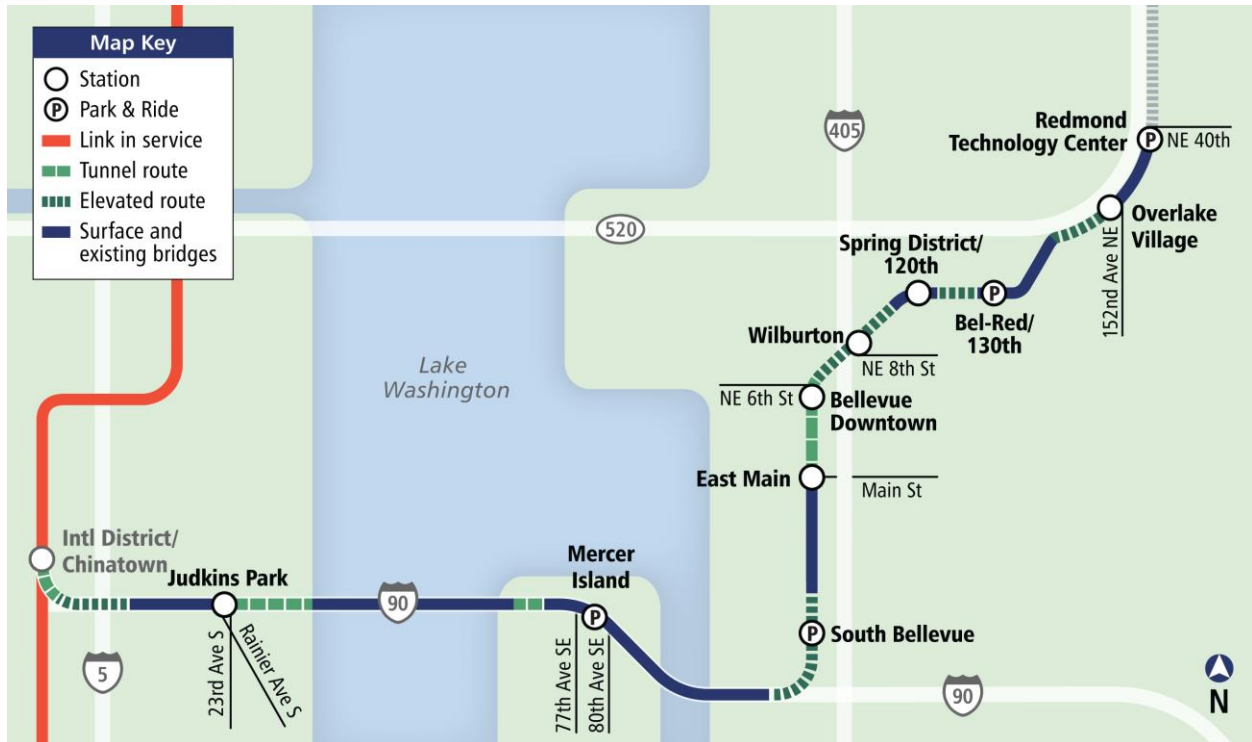 Map Key
Station
P
Park & Ride
Link in service
Tunnel route
Elevated route
Surface and
existing bridges
405
520
Redmond
Technology Center
P
NE 40th
Overlake
Village
152nd Ave NE
Spring District/
120th
P
Bel-Red/
130th
Wilburton
NE 8th St
NE 6th St
Bellevue
Downtown
Lake
Washington
East Main
Main St
Intl District/
Chinatown
Judkins Park
23rd Ave S
Rainier Ave S
5
90
Mercer
Island
P
77th Ave SE
80th Ave SE
P
South Bellevue
90
N